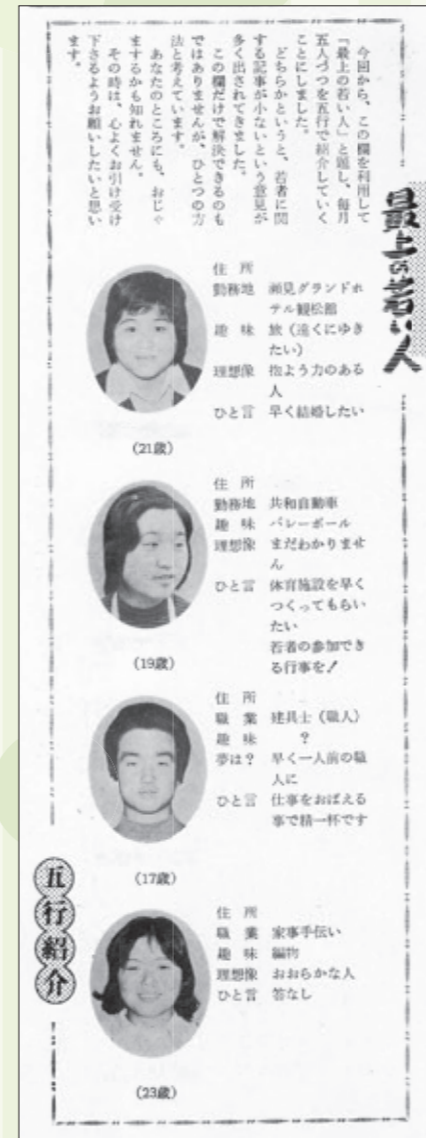 最上の若い人
今回から、この欄を利用して
「最上の若い人」と題し、毎月
五人づつを五行で紹介していく
ことにしました。
どちらかというと、若者に関
する記事が小ないという意見が
多く出されてきました。
この欄だけで解決できるのも
ではありませんが、ひとつの方
法と考えています。
あなたのところにも、おじゃ
まするかも知れません。
その時は、心よくお引け受け
下さるようお願いしたいと思い
ます。
住所
勤務地 瀬見グランドホ
テル観松館
趣味 旅(遠くにゆき
たい)
理想像 抱よう力のある
人
ひと言 早く結婚したい
(21歳)
住所
勤務地 共和自動車
趣味 バレーボール
理想像 まだわかりませ
ん
ひと言 体育施設を早く
つくってもらい
たい
若者の参加でき
る行事を!
(19歳)
住所
職業 建具士(職人)
趣味 ?
夢は? 早く一人前の職
人に
ひと言 仕事をおぼえる
事で精一杯です
(17歳)
住所
職業 家事手伝い
趣味 編物
理想像 おおらかな人
ひと言 答なし
(23歳)
五行紹介